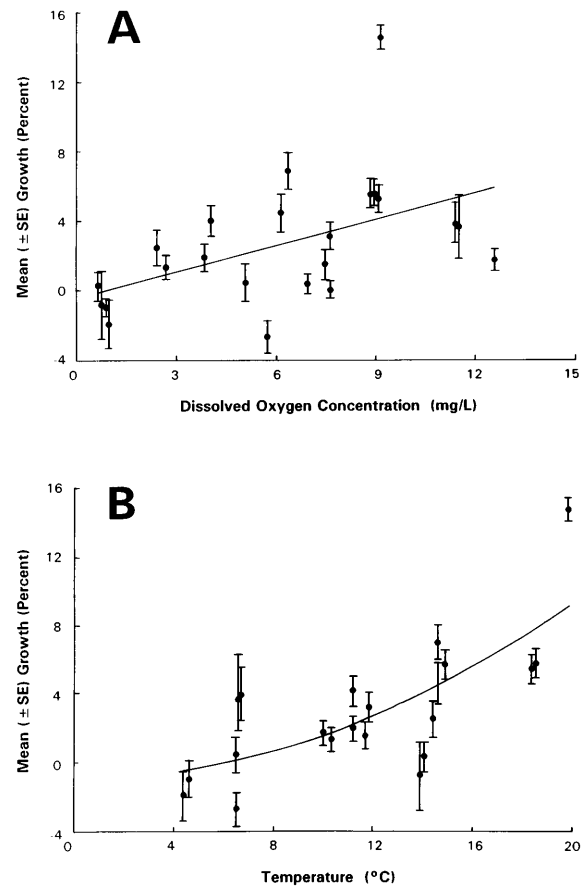 A
16
12
8
4
0
-4
Mean (± SE) Growth (Percent)
0 3 6 9 12 15
Dissolved Oxygen Concentration (mg/L)
B
16
12
8
4
0
-4
Mean (± SE) Growth (Percent)
0 4 8 12 16 20
Temperature (ºC)